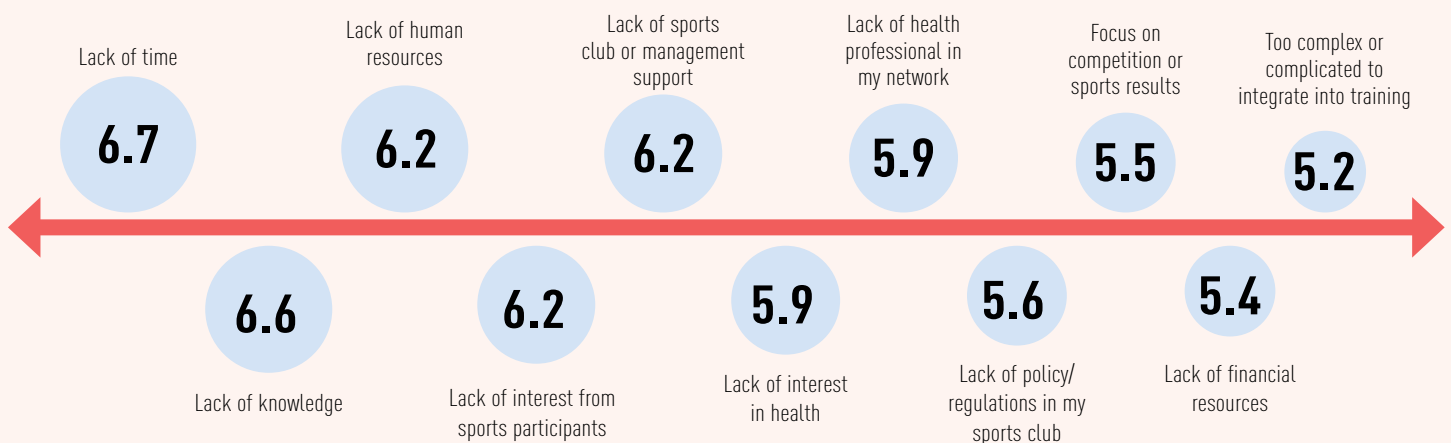 Lack of time
6.7
Lack of human
resources
6.2
Lack of sports
club or management
support
6.2
Lack of health
professional in
my network
5.9
Focus on
competition or
sports results
5.5
Too complex or
complicated to
integrate into training
5.2
6.6
Lack of knowledge
6.2
Lack of interest from
sports participants
5.9
Lack of interest
in health
5.6
Lack of policy/
regulations in my
sports club
5.4
Lack of financial
resources